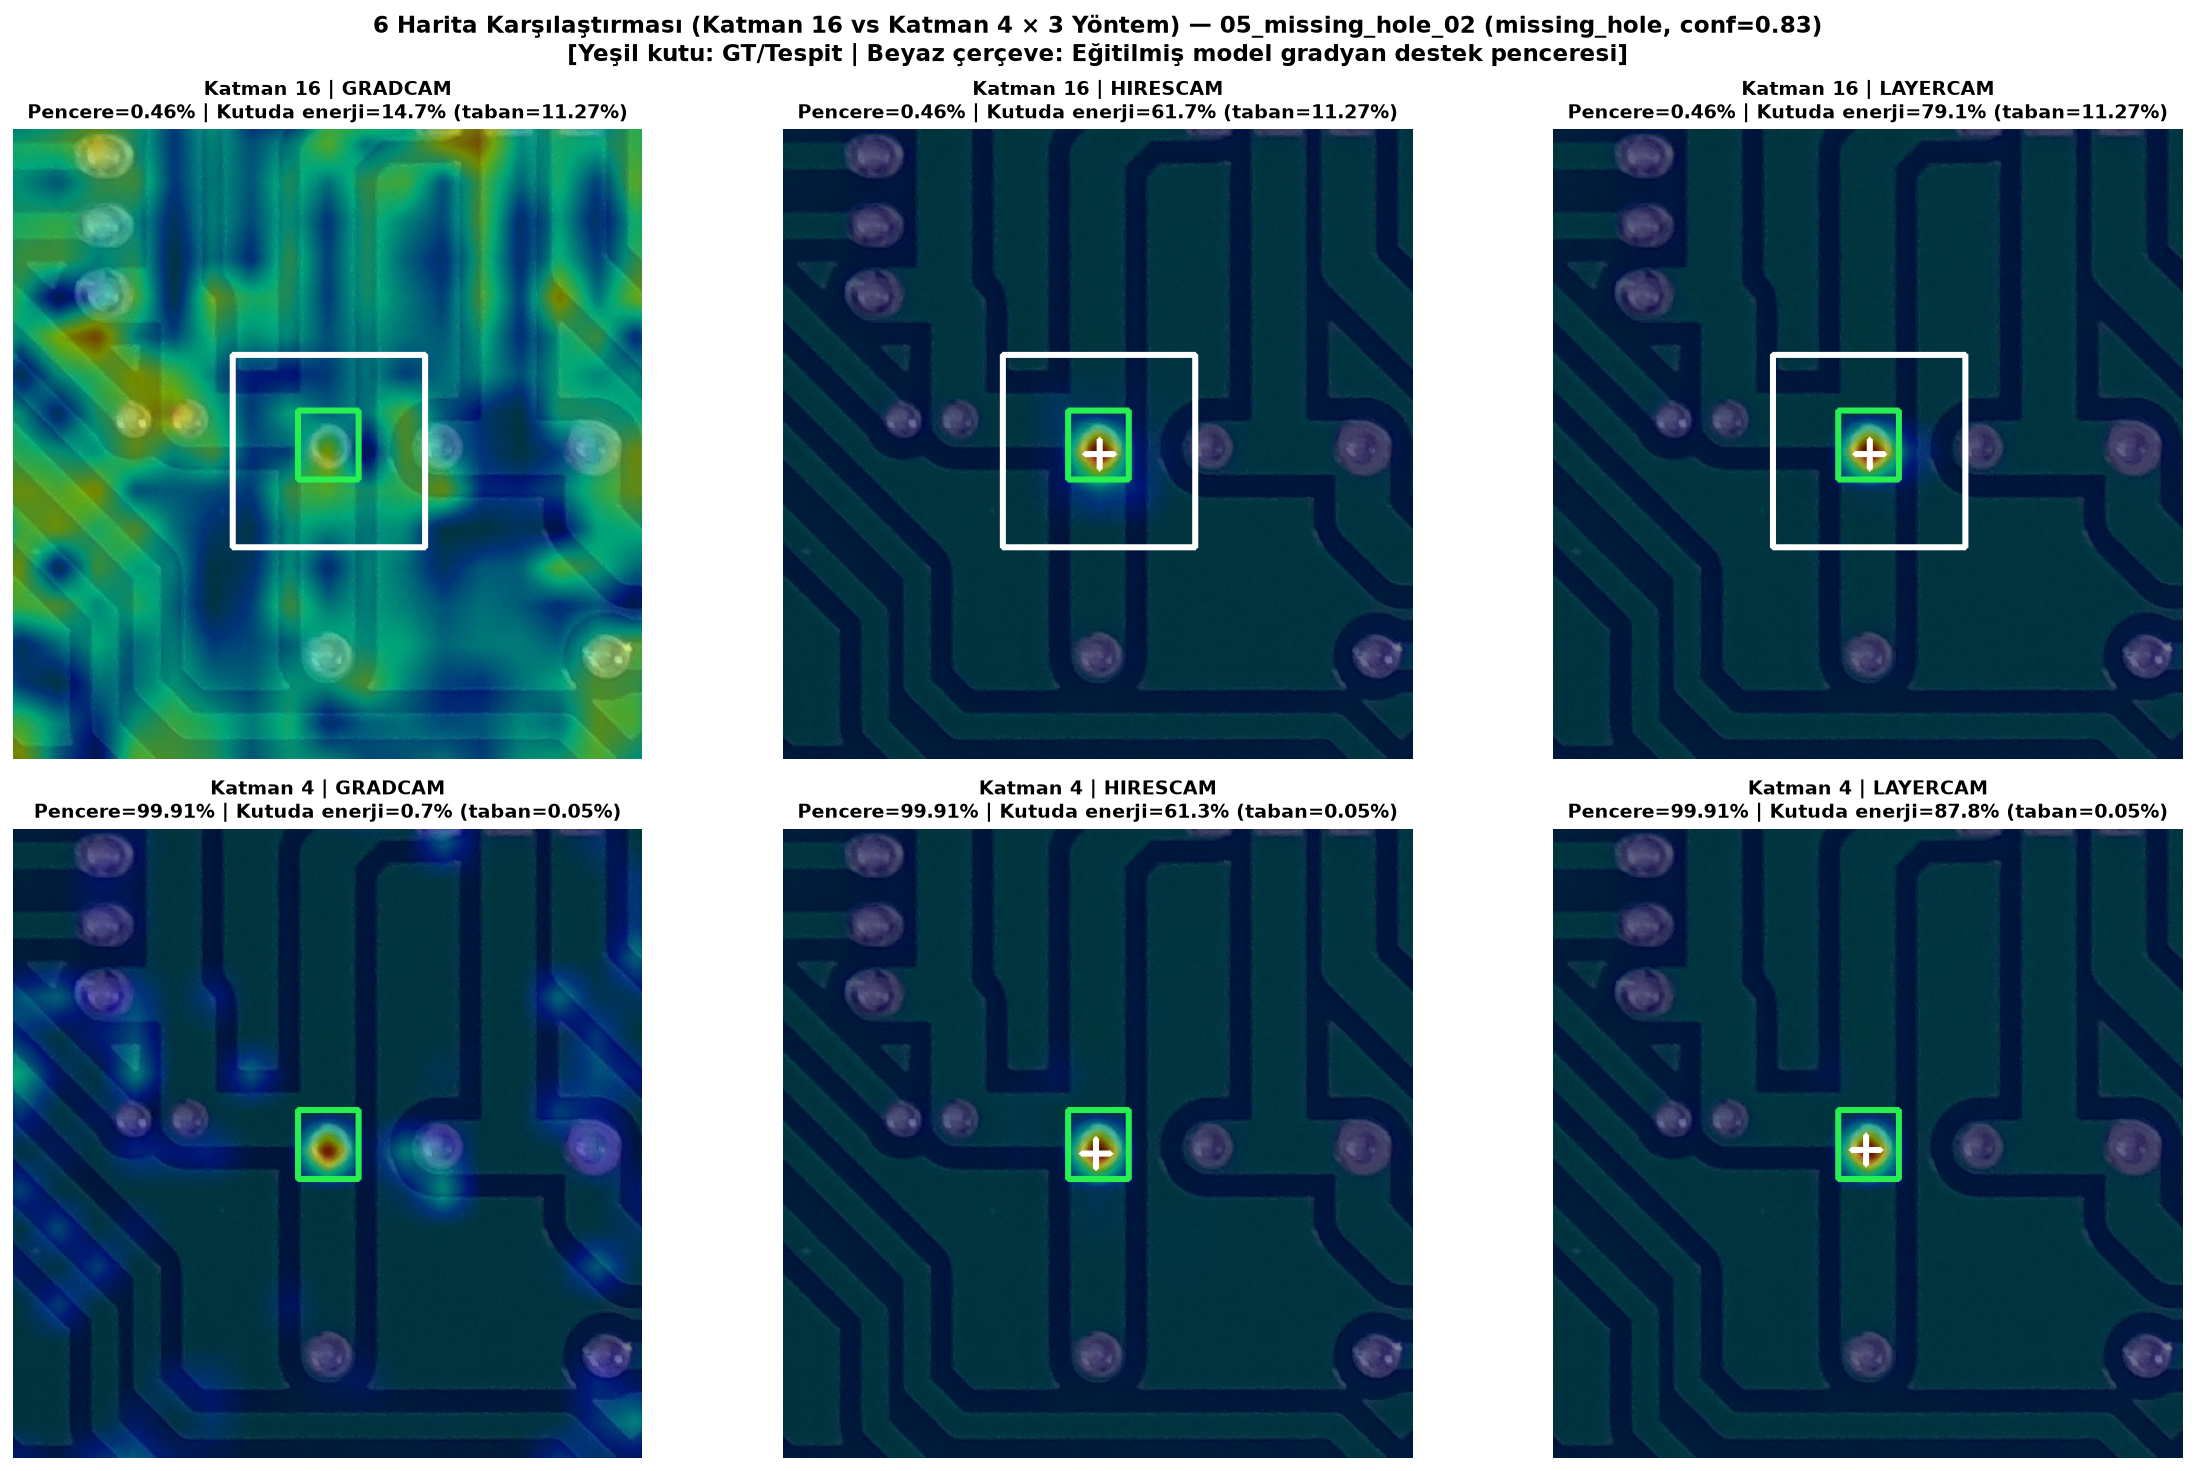 6 Harita Karşılaştırması (Katman 16 vs Katman 4 × 3 Yöntem) — 05_missing_hole_02 (missing_hole, conf=0.83)
[Yeşil kutu: GT/Tespit | Beyaz çerçeve: Eğitilmiş model gradyan destek penceresi]
Katman 16 | GRADCAM
Pencere=0.46% | Kutuda enerji=14.7% (taban=11.27%)
Katman 16 | HIRESCAM
Pencere=0.46% | Kutuda enerji=61.7% (taban=11.27%)
Katman 16 | LAYERCAM
Pencere=0.46% | Kutuda enerji=79.1% (taban=11.27%)
Katman 4 | GRADCAM
Pencere=99.91% | Kutuda enerji=0.7% (taban=0.05%)
Katman 4 | HIRESCAM
Pencere=99.91% | Kutuda enerji=61.3% (taban=0.05%)
Katman 4 | LAYERCAM
Pencere=99.91% | Kutuda enerji=87.8% (taban=0.05%)